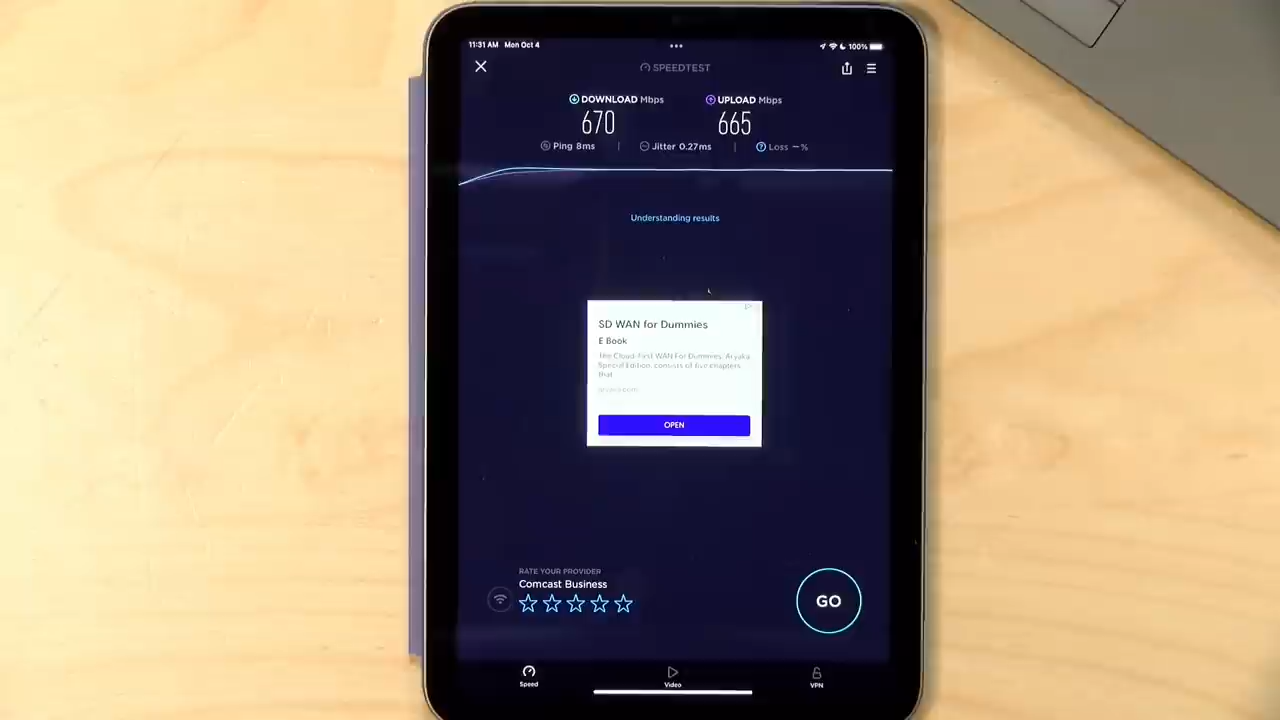 11:31 AM Mon Oct 4
100%
SPEEDTEST
DOWNLOAD Mbps
UPLOAD Mbps
670
665
Ping 8ms
Jitter 0.27ms
Loss –%
Understanding results
SD WAN for Dummies
E Book
The Cloud-First WAN For Dummies, Aryaka
Special Edition, consists of five chapters
that
OPEN
RATE YOUR PROVIDER
Comcast Business
GO
Speed
Video
VPN